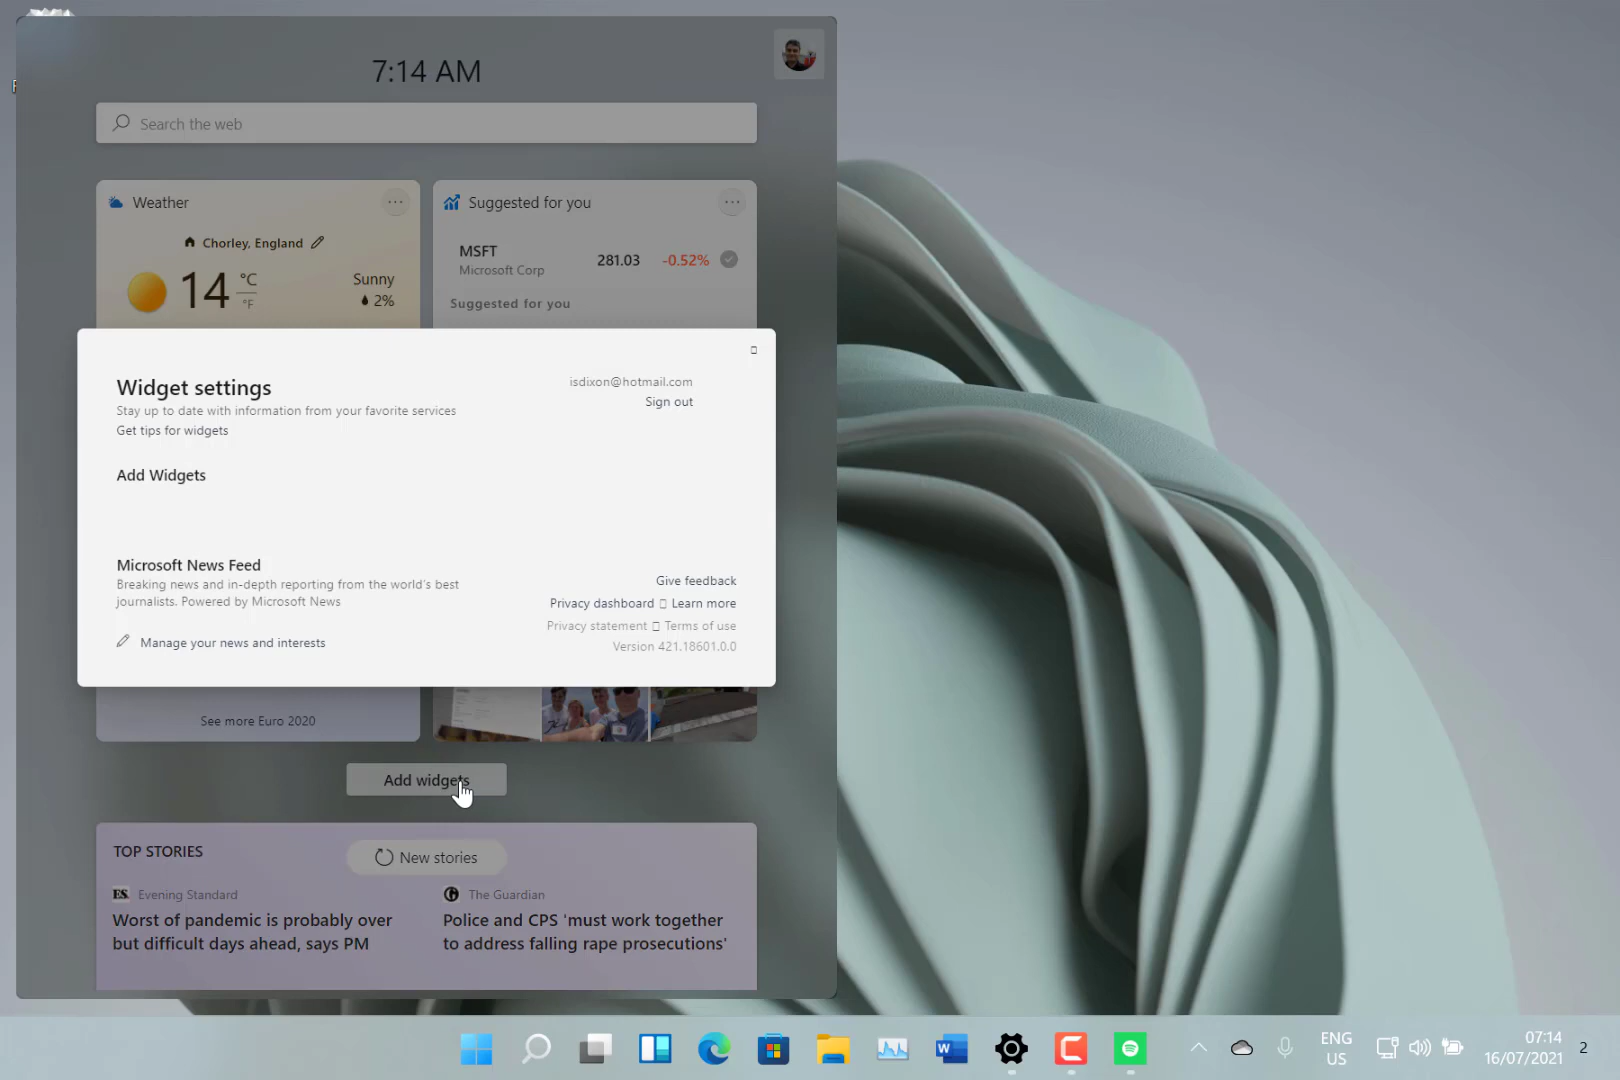 7:14 AM
Search the web
Weather
Suggested for you
Chorley, England
14 °C
°F
Sunny
2%
MSFT
Microsoft Corp
281.03
-0.52%
Suggested for you
Widget settings
Stay up to date with information from your favorite services
Get tips for widgets
isdixon@hotmail.com
Sign out
Add Widgets
Microsoft News Feed
Breaking news and in-depth reporting from the world's best
journalists. Powered by Microsoft News
Manage your news and interests
Give feedback
Privacy dashboard Learn more
Privacy statement Terms of use
Version 421.18601.0.0
See more Euro 2020
Add widgets
TOP STORIES
New stories
ES Evening Standard
Worst of pandemic is probably over
but difficult days ahead, says PM
The Guardian
Police and CPS 'must work together
to address falling rape prosecutions'
ENG
US
07:14
16/07/2021
2